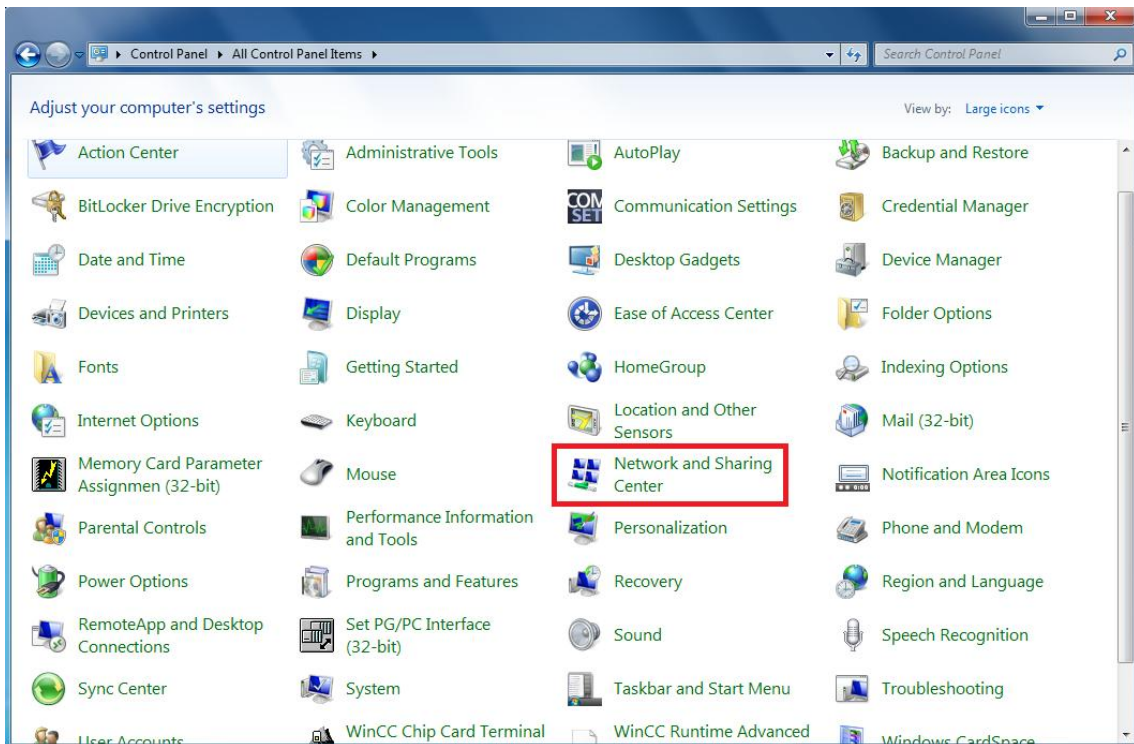 Control Panel ▸ All Control Panel Items ▸
Search Control Panel
Adjust your computer's settings
View by: Large icons
Action Center
Administrative Tools
AutoPlay
Backup and Restore
BitLocker Drive Encryption
Color Management
COM
SET
Communication Settings
Credential Manager
Date and Time
Default Programs
Desktop Gadgets
Device Manager
Devices and Printers
Display
Ease of Access Center
Folder Options
Fonts
Getting Started
HomeGroup
Indexing Options
Internet Options
Keyboard
Location and Other
Sensors
Mail (32-bit)
Memory Card Parameter
Assignmen (32-bit)
Mouse
Network and Sharing
Center
Notification Area Icons
Parental Controls
Performance Information
and Tools
Personalization
Phone and Modem
Power Options
Programs and Features
Recovery
Region and Language
RemoteApp and Desktop
Connections
Set PG/PC Interface
(32-bit)
Sound
Speech Recognition
Sync Center
System
Taskbar and Start Menu
Troubleshooting
User Accounts
WinCC Chip Card Terminal
WinCC Runtime Advanced
Windows CardSpace